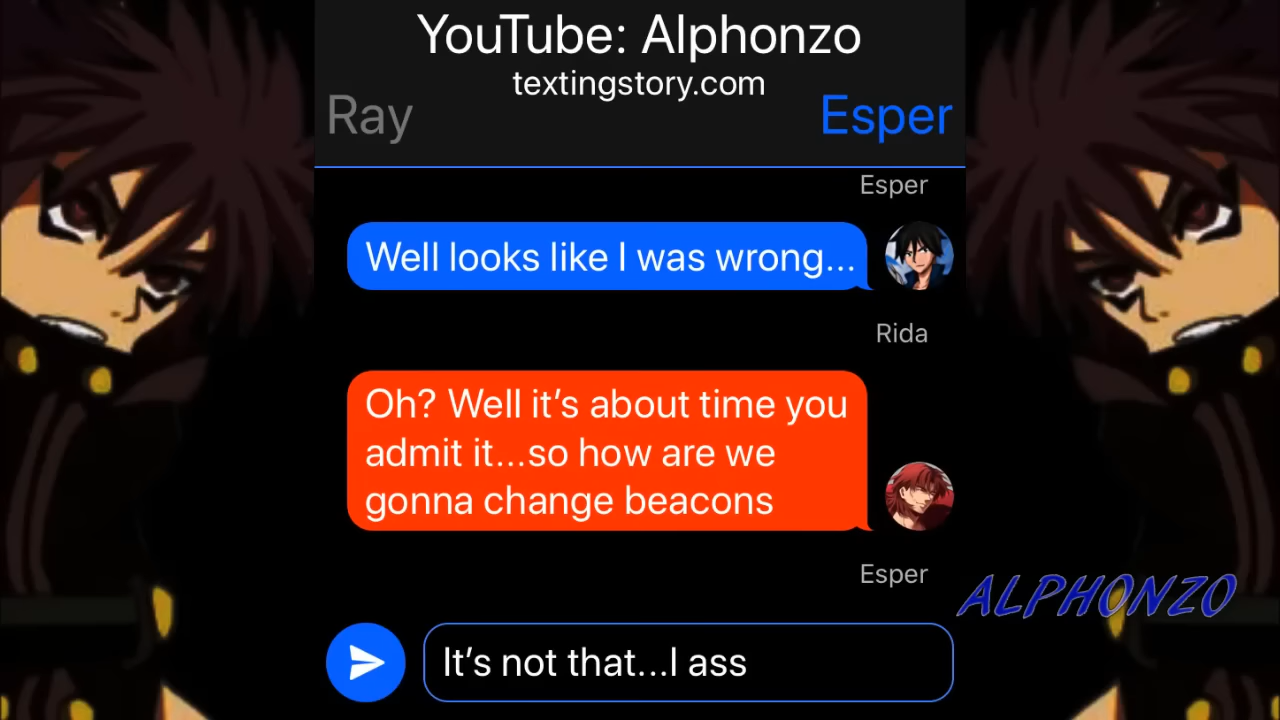 YouTube: Alphonzo
textingstory.com
Ray
Esper
Esper
Well looks like I was wrong...
Rida
Oh? Well it’s about time you
admit it...so how are we
gonna change beacons
Esper
ALPHONZO
It’s not that...I ass